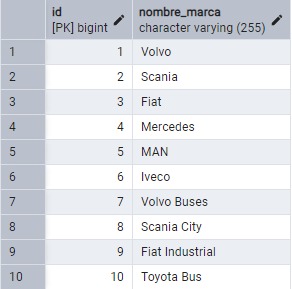 id nombre_marca
[PK] bigint character varying (255)
1 1 Volvo
2 2 Scania
3 3 Fiat
4 4 Mercedes
5 5 MAN
6 6 Iveco
7 7 Volvo Buses
8 8 Scania City
9 9 Fiat Industrial
10 10 Toyota Bus